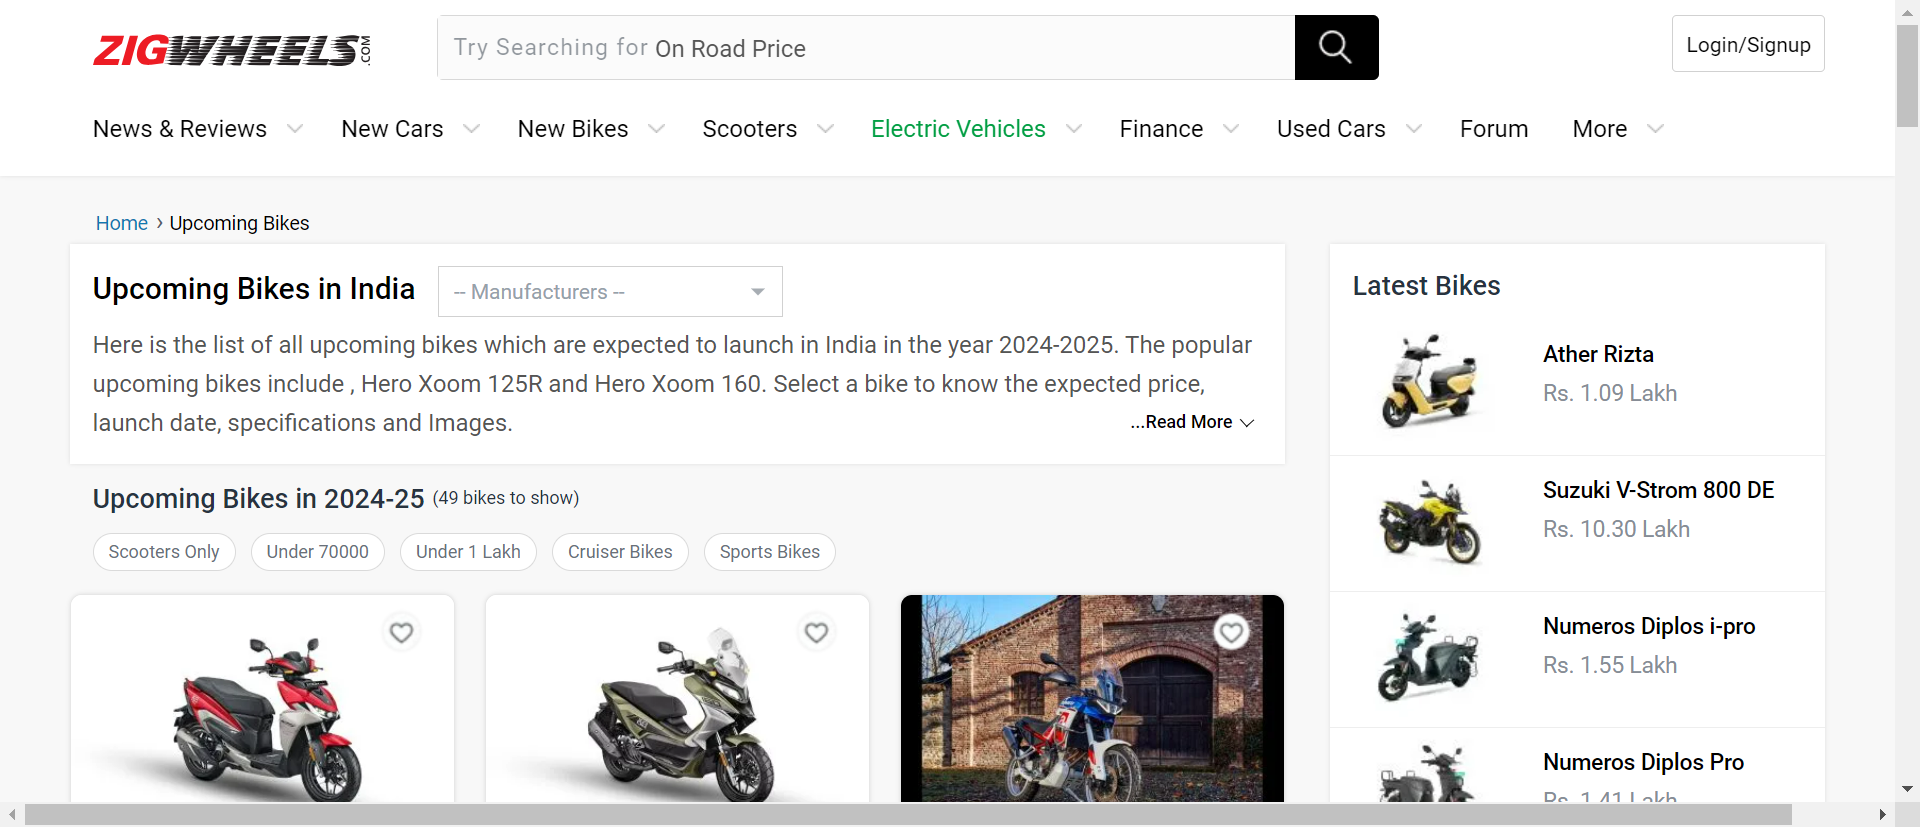 ZIGWHEELS.COM
Try Searching for On Road Price
Login/Signup
News & Reviews
New Cars
New Bikes
Scooters
Electric Vehicles
Finance
Used Cars
Forum
More
Home › Upcoming Bikes
Upcoming Bikes in India
-- Manufacturers --
Here is the list of all upcoming bikes which are expected to launch in India in the year 2024-2025. The popular
upcoming bikes include , Hero Xoom 125R and Hero Xoom 160. Select a bike to know the expected price,
launch date, specifications and Images.
...Read More
Upcoming Bikes in 2024-25 (49 bikes to show)
Scooters Only
Under 70000
Under 1 Lakh
Cruiser Bikes
Sports Bikes
Latest Bikes
Ather Rizta
Rs. 1.09 Lakh
Suzuki V-Strom 800 DE
Rs. 10.30 Lakh
Numeros Diplos i-pro
Rs. 1.55 Lakh
Numeros Diplos Pro
Rs. 1.41 Lakh